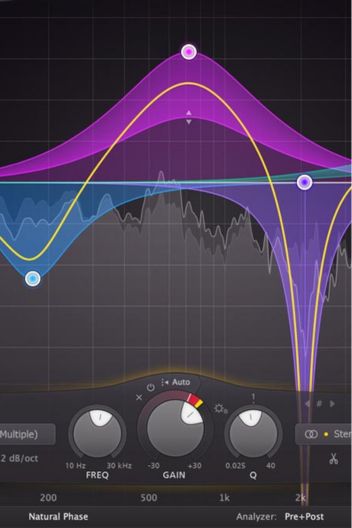 Auto
1
#
Multiple)
Ster
2 dB/oct
10 Hz 30 kHz
-30 +30
0.025 40
FREQ
GAIN
Q
200 500 1k 2k
Natural Phase
Analyzer: Pre+Post